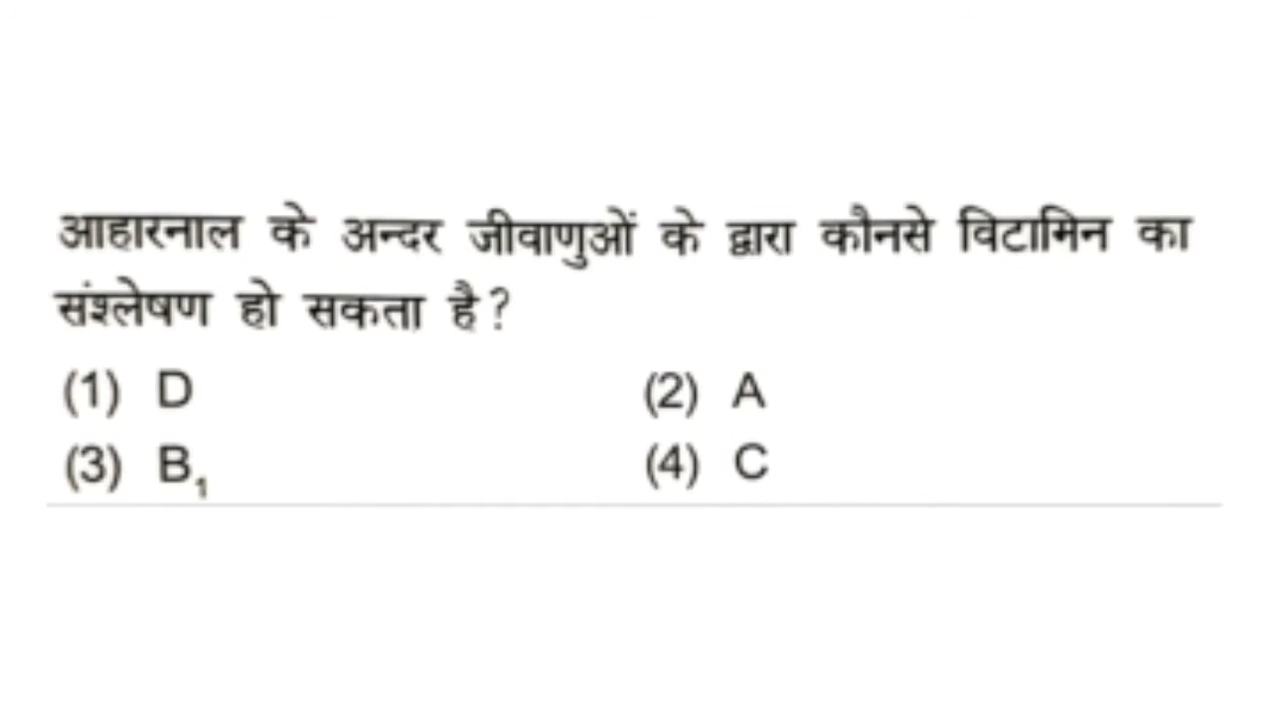 आहारनाल के अन्दर जीवाणुओं के द्वारा कौनसे विटामिन का
संश्लेषण हो सकता है?
(1) D (2) A
(3) B₁ (4) C